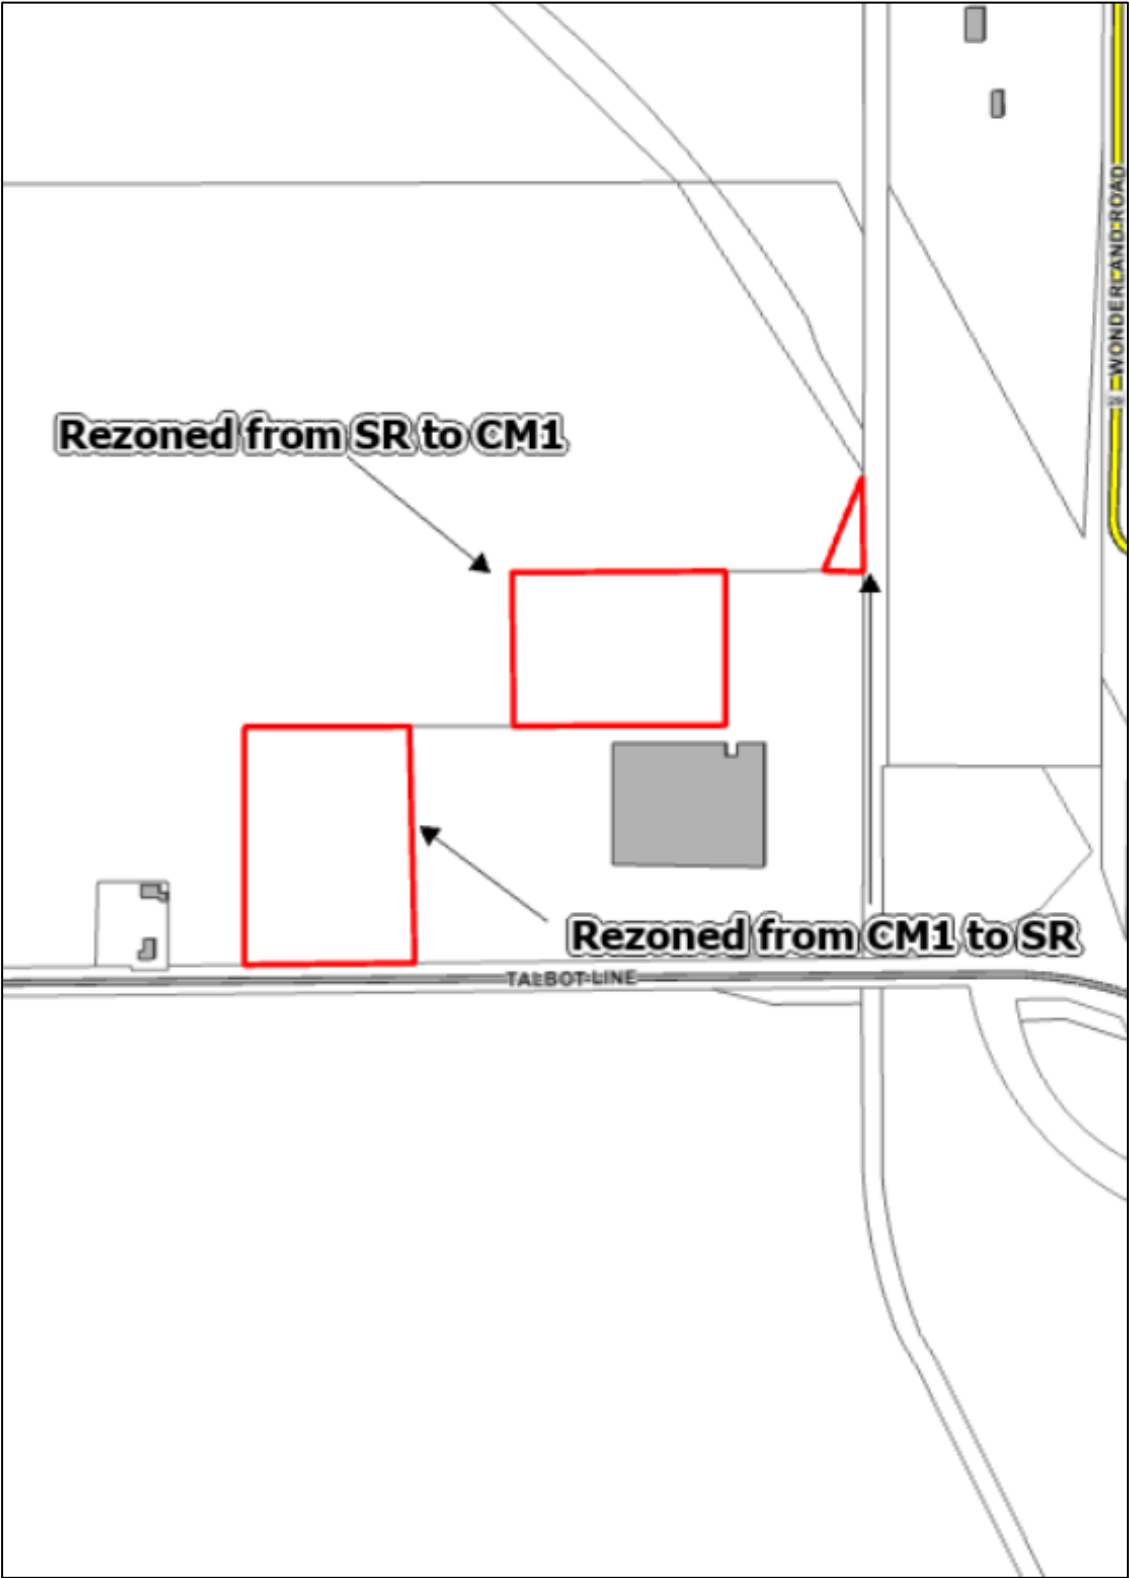 WONDERLAND ROAD
Rezoned from SR to CM1
Rezoned from CM1 to SR
TALBOT LINE